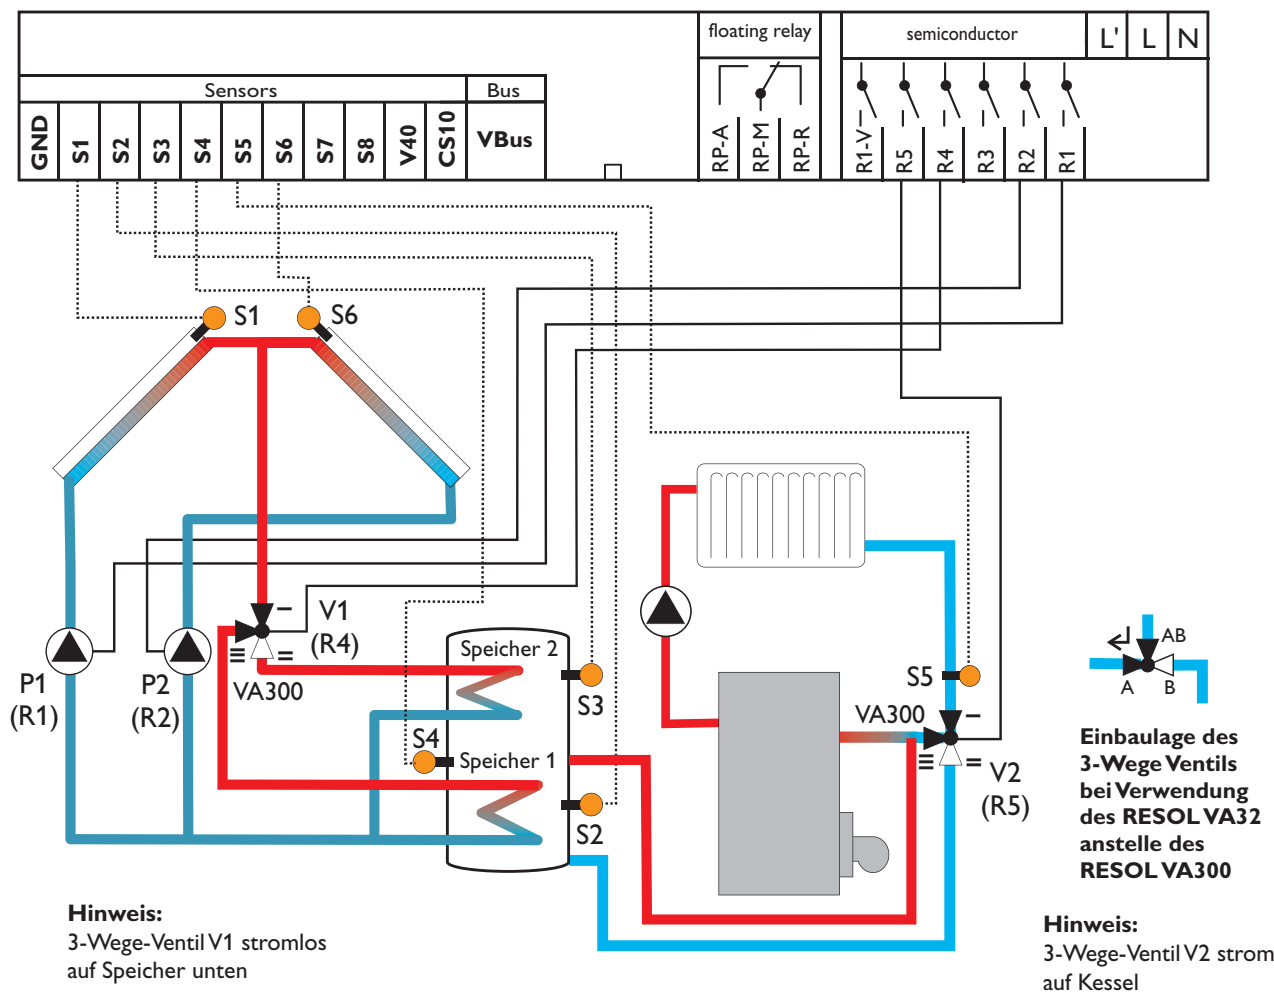 floating relay
semiconductor
L' L N
Sensors
Bus
GND S1 S2 S3 S4 S5 S6 S7 S8 V40 CS10 VBus
RP-A RP-M RP-R
R1-V R5 R4 R3 R2 R1
S1
S6
V1
(R4)
VA300
P1
(R1)
P2
(R2)
Speicher 2
S3
S4
Speicher 1
S2
S5
VA300
V2
(R5)
AB
A
B
Einbaulage des
3-Wege Ventils
bei Verwendung
des RESOL VA32
anstelle des
RESOL VA300
Hinweis:
3-Wege-Ventil V1 stromlos
auf Speicher unten
Hinweis:
3-Wege-Ventil V2 strom
auf Kessel